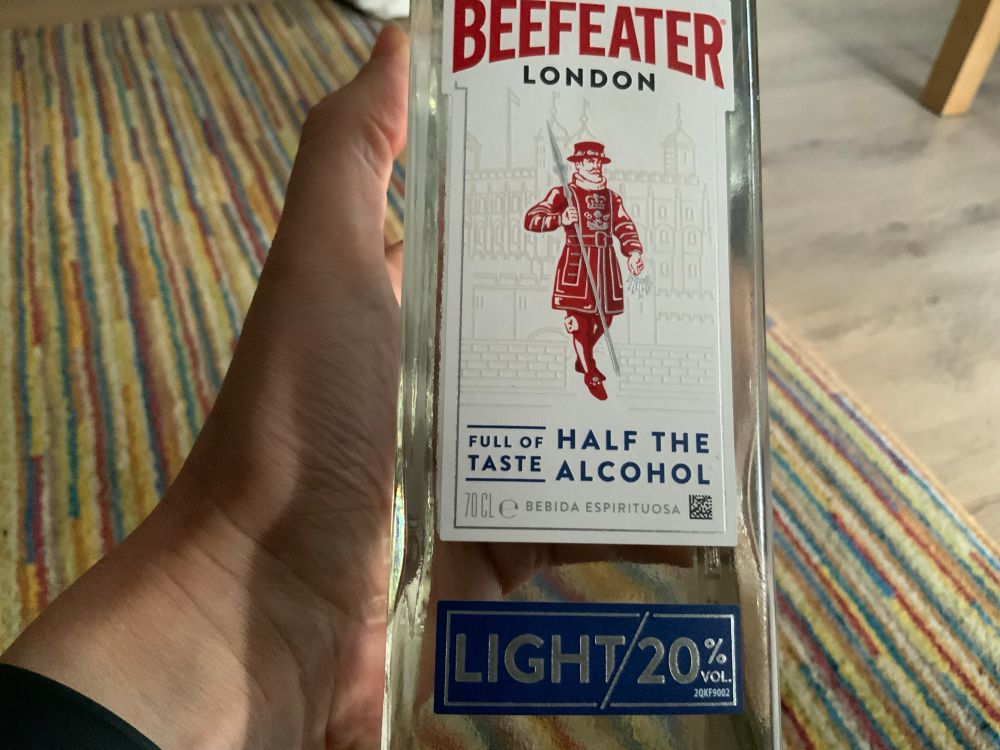 BEEFEATER
LONDON
FULL OF
TASTE
HALF THE
ALCOHOL
70CL e BEBIDA ESPIRITUOSA
LIGHT/20% VOL.
2QKF9002